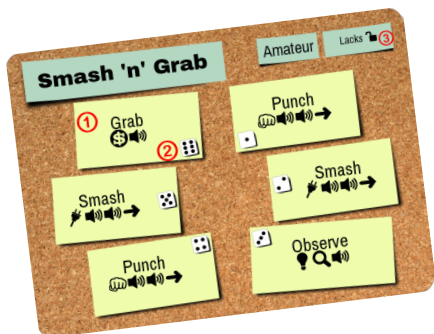 Smash 'n' Grab
Amateur
Lacks
3
1
Grab
2
Punch
Smash
Smash
Punch
Observe